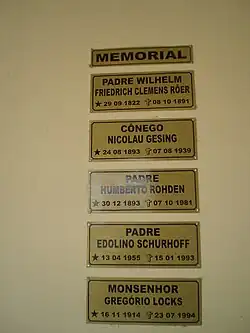 MEMORIAL
PADRE WILHELM
FRIEDRICH CLEMENS RÖER
★ 29 09 1822 ✞ 08 10 1891
CÔNEGO
NICOLAU GESING
★ 24 08 1893 ✞ 07 08 1939
PADRE
HUMBERTO ROHDEN
★ 30 12 1893 ✞ 07 10 1981
PADRE
EDOLINO SCHURHOFF
★ 13 04 1955 ✞ 15 01 1993
MONSENHOR
GREGÓRIO LOCKS
★ 16 11 1914 ✞ 23 07 1994